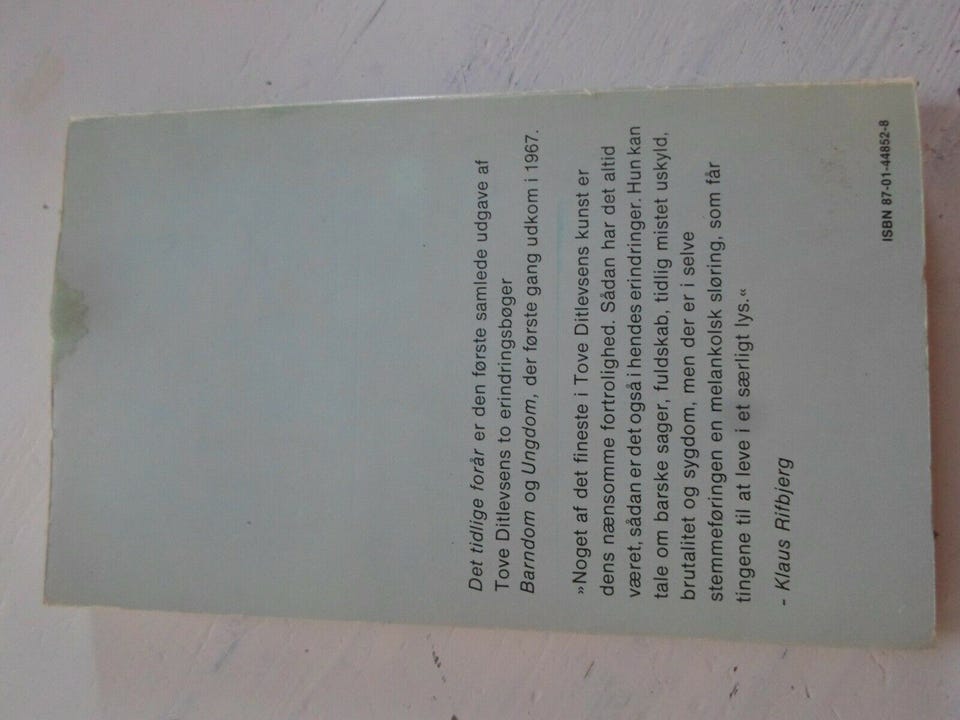 Det tidlige forår er den første samlede udgave af
Tove Ditlevsens to erindringsbøger
Barndom og Ungdom, der første gang udkom i 1967.
»Noget af det fineste i Tove Ditlevsens kunst er
dens nænsomme fortrolighed. Sådan har det altid
været, sådan er det også i hendes erindringer. Hun kan
tale om barske sager, fuldskab, tidlig mistet uskyld,
brutalitet og sygdom, men der er i selve
stemmeføringen en melankolsk sløring, som får
tingene til at leve i et særligt lys.«
- Klaus Rifbjerg
ISBN 87-01-44852-8